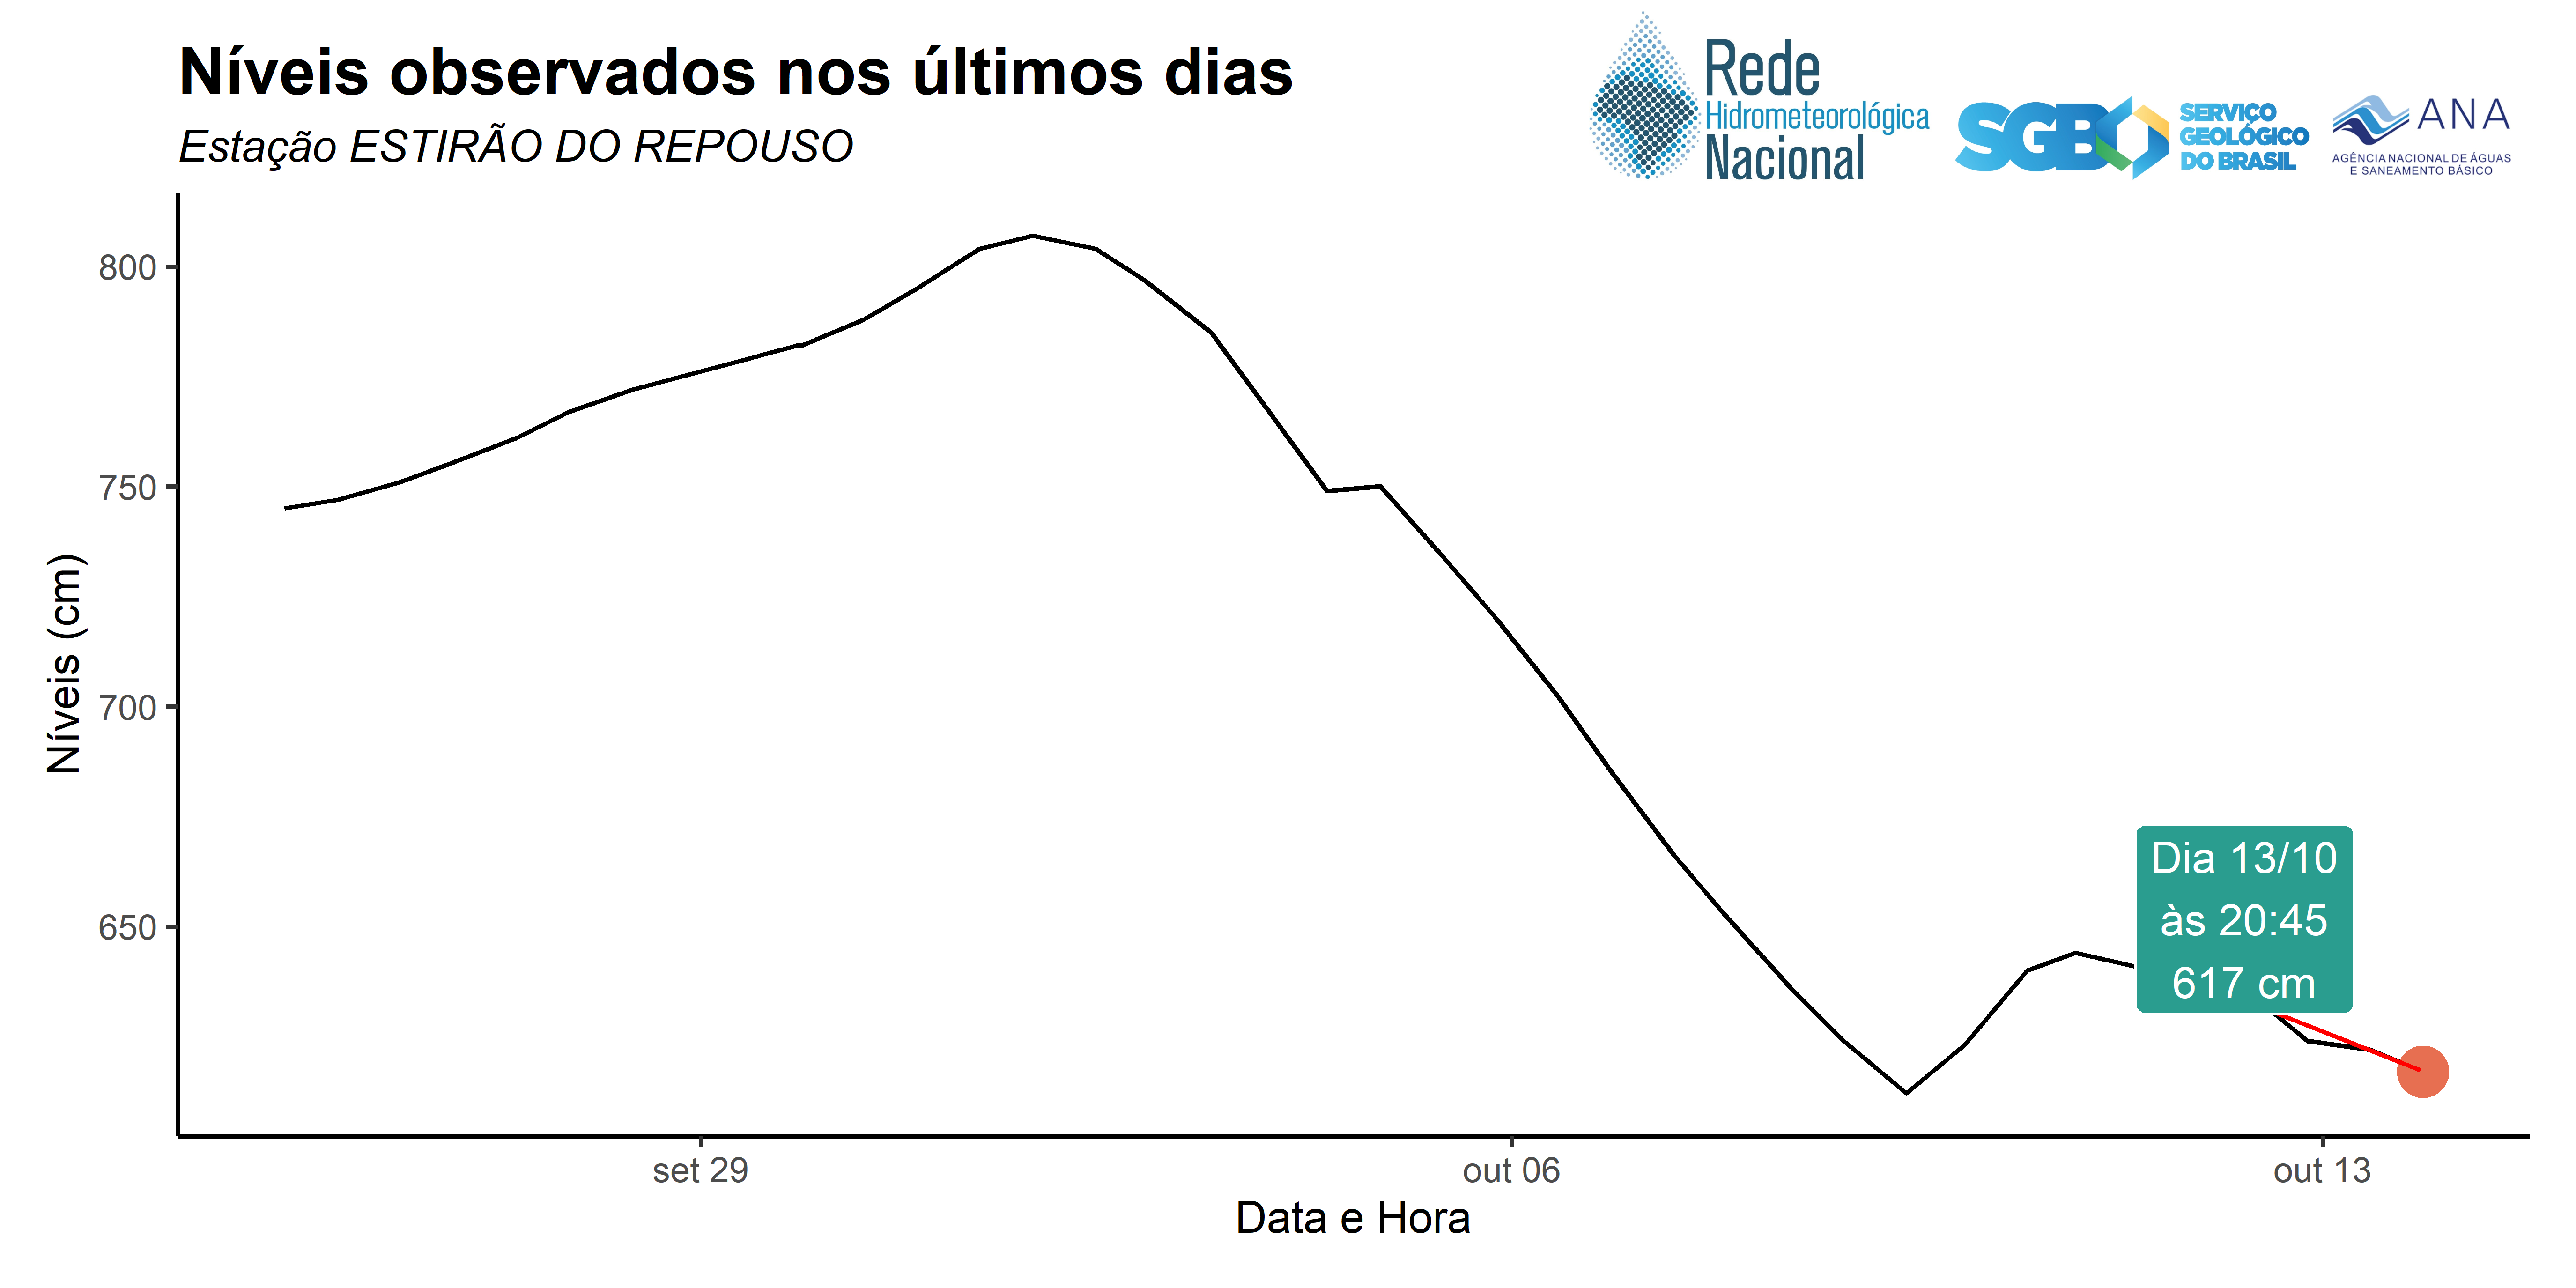 Níveis observados nos últimos dias
Estação ESTIRÃO DO REPOUSO
Rede
Hidrometeorológica
Nacional
SGB
SERVIÇO
GEOLÓGICO
DO BRASIL
ANA
AGÊNCIA NACIONAL DE ÁGUAS
E SANEAMENTO BÁSICO
Níveis (cm)
800
750
700
650
Dia 13/10
às 20:45
617 cm
set 29
out 06
out 13
Data e Hora